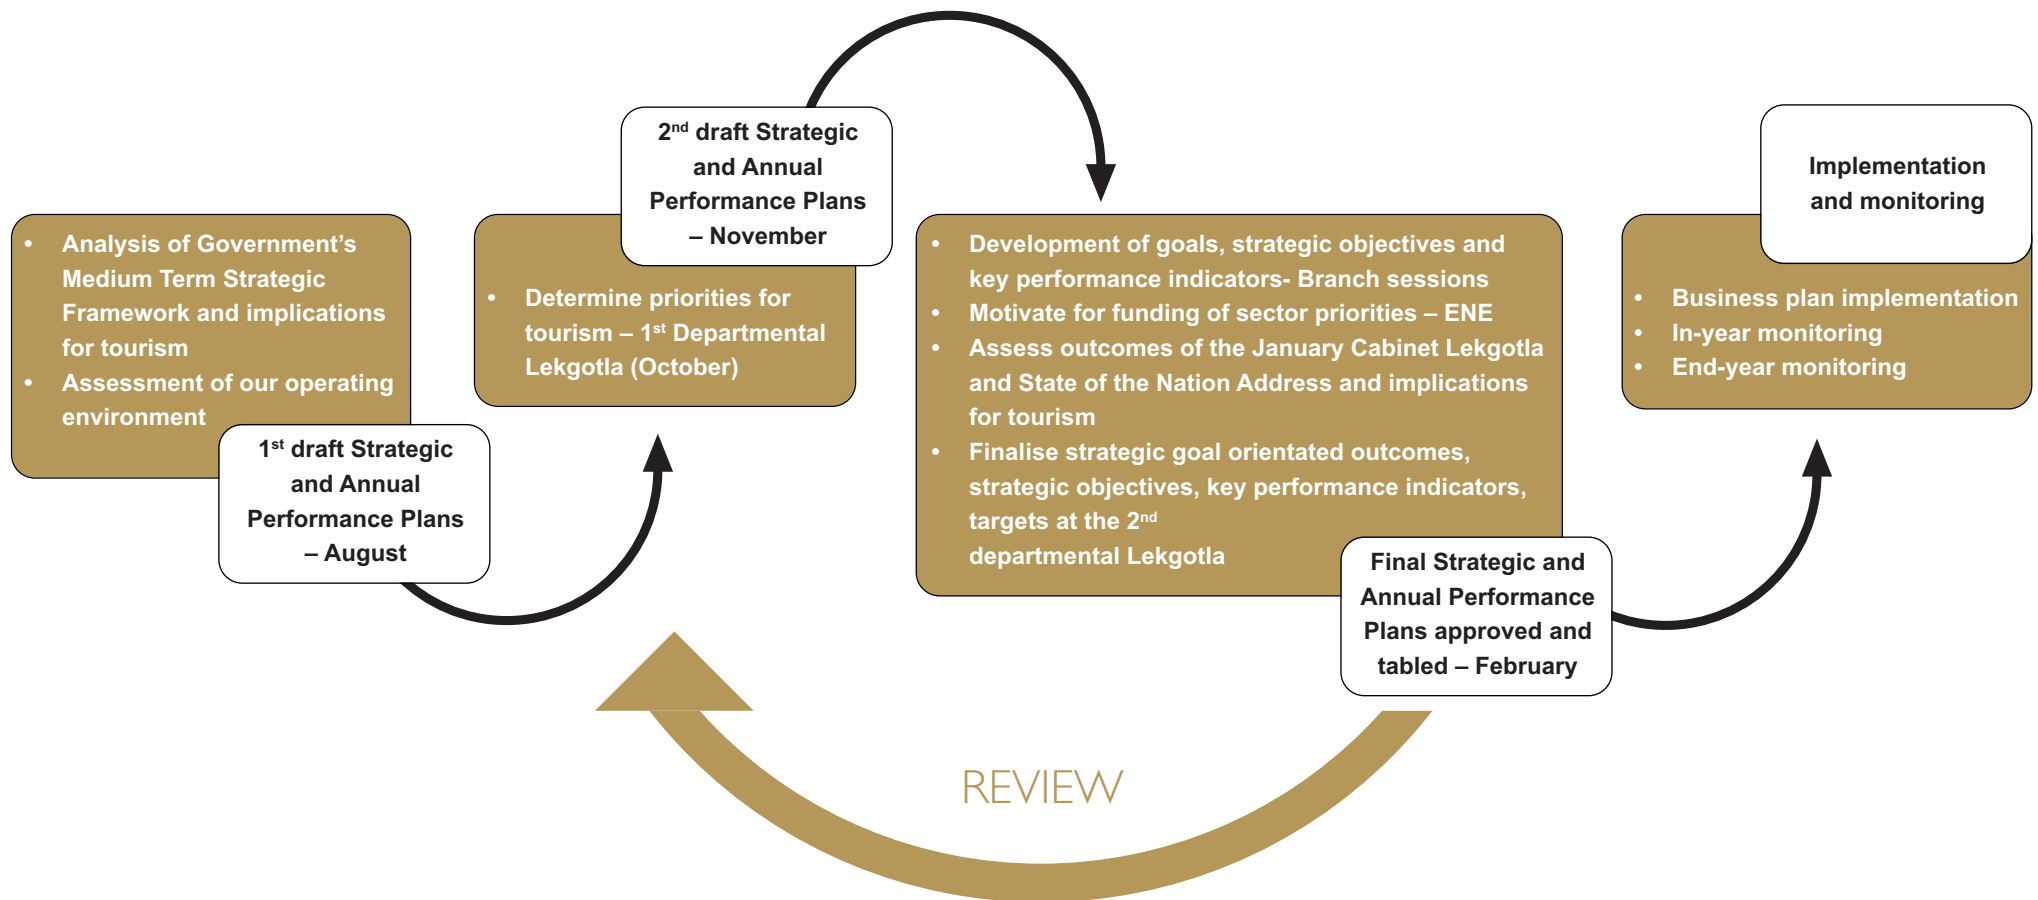 • Analysis of Government’s
Medium Term Strategic
Framework and implications
for tourism
• Assessment of our operating
environment
1st draft Strategic
and Annual
Performance Plans
– August
2nd draft Strategic
and Annual
Performance Plans
– November
• Determine priorities for
tourism – 1st Departmental
Lekgotla (October)
• Development of goals, strategic objectives and
key performance indicators- Branch sessions
• Motivate for funding of sector priorities – ENE
• Assess outcomes of the January Cabinet Lekgotla
and State of the Nation Address and implications
for tourism
• Finalise strategic goal orientated outcomes,
strategic objectives, key performance indicators,
targets at the 2nd
departmental Lekgotla
Final Strategic and
Annual Performance
Plans approved and
tabled – February
Implementation
and monitoring
• Business plan implementation
• In-year monitoring
• End-year monitoring
REVIEW